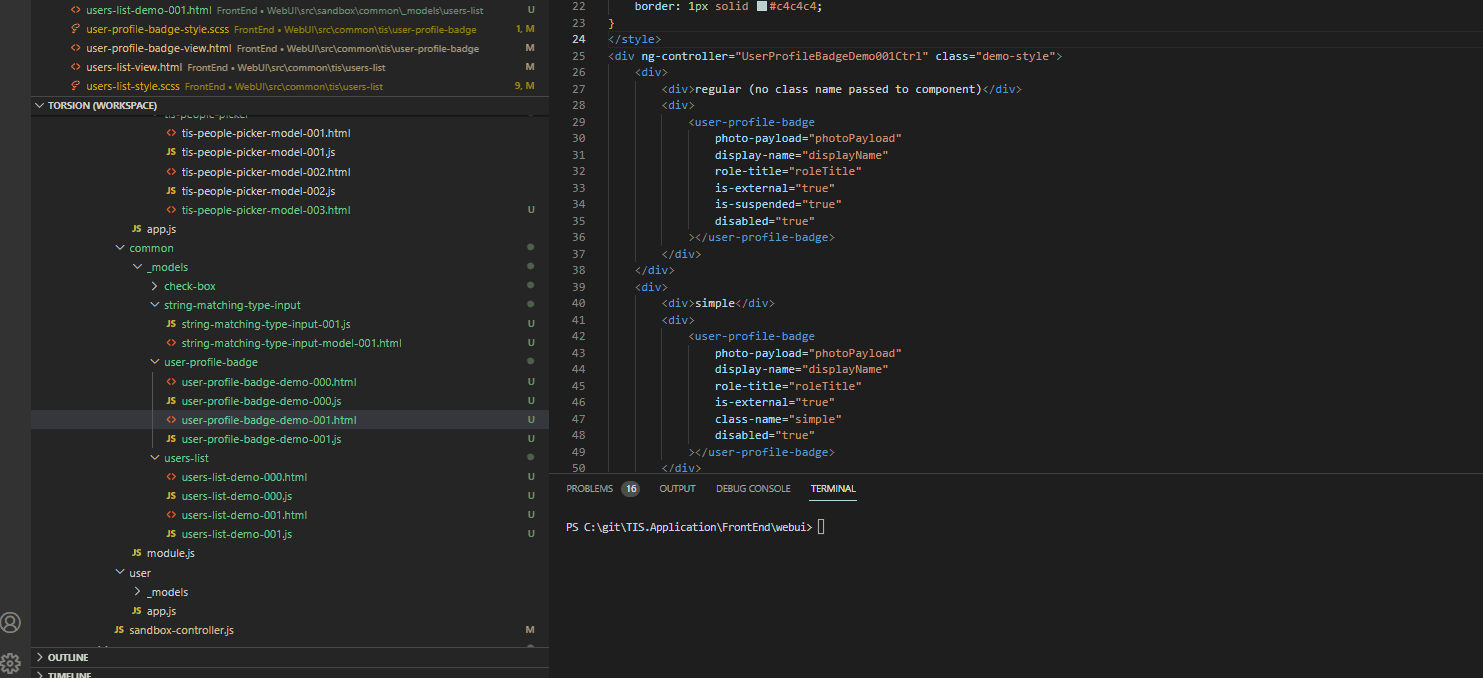 users-list-demo-001.html FrontEnd • WebUI\src\sandbox\common\_models\users-list U
user-profile-badge-style.scss FrontEnd • WebUI\src\common\tis\user-profile-badge 1, M
user-profile-badge-view.html FrontEnd • WebUI\src\common\tis\user-profile-badge M
users-list-view.html FrontEnd • WebUI\src\common\tis\users-list M
users-list-style.scss FrontEnd • WebUI\src\common\tis\users-list 9, M
TORSION (WORKSPACE)
tis-people-picker
<> tis-people-picker-model-001.html
JS tis-people-picker-model-001.js
<> tis-people-picker-model-002.html
JS tis-people-picker-model-002.js
<> tis-people-picker-model-003.html U
JS app.js
common
_models
check-box
string-matching-type-input
JS string-matching-type-input-001.js U
<> string-matching-type-input-model-001.html U
user-profile-badge
<> user-profile-badge-demo-000.html U
JS user-profile-badge-demo-000.js U
<> user-profile-badge-demo-001.html U
JS user-profile-badge-demo-001.js U
users-list
<> users-list-demo-000.html U
JS users-list-demo-000.js U
<> users-list-demo-001.html U
JS users-list-demo-001.js U
JS module.js
user
_models
JS app.js
JS sandbox-controller.js M
OUTLINE
TIMELINE
22 border: 1px solid #c4c4c4;
23 }
24 </style>
25 <div ng-controller="UserProfileBadgeDemo001Ctrl" class="demo-style">
26 <div>
27 <div>regular (no class name passed to component)</div>
28 <div>
29 <user-profile-badge
30 photo-payload="photoPayload"
31 display-name="displayName"
32 role-title="roleTitle"
33 is-external="true"
34 is-suspended="true"
35 disabled="true"
36 ></user-profile-badge>
37 </div>
38 </div>
39 <div>
40 <div>simple</div>
41 <div>
42 <user-profile-badge
43 photo-payload="photoPayload"
44 display-name="displayName"
45 role-title="roleTitle"
46 is-external="true"
47 class-name="simple"
48 disabled="true"
49 ></user-profile-badge>
50 </div>
PROBLEMS 16 OUTPUT DEBUG CONSOLE TERMINAL
PS C:\git\TIS.Application\FrontEnd\webui>